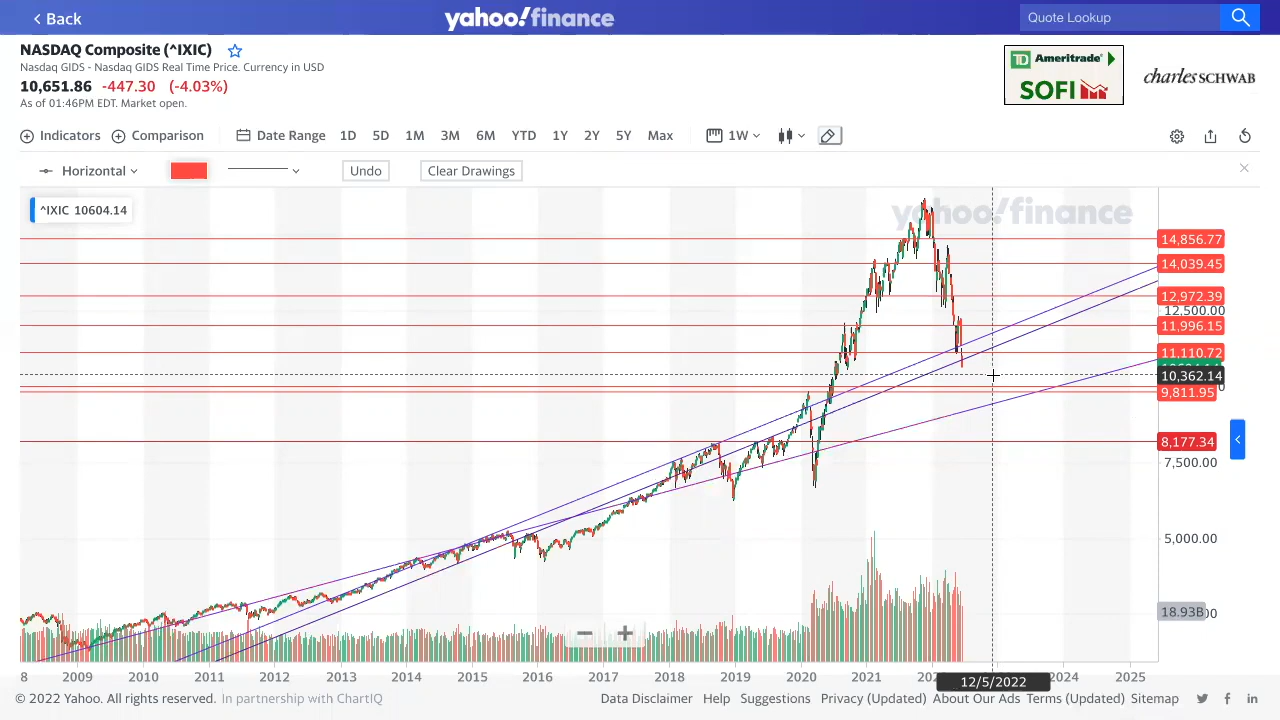 Back
yahoo!finance
Quote Lookup
NASDAQ Composite (^IXIC)
Nasdaq GIDS - Nasdaq GIDS Real Time Price. Currency in USD
10,651.86 -447.30 (-4.03%)
As of 01:46PM EDT. Market open.
TD Ameritrade
SOFI
charles SCHWAB
Indicators Comparison Date Range 1D 5D 1M 3M 6M YTD 1Y 2Y 5Y Max 1W
Horizontal Undo Clear Drawings
^IXIC 10604.14
yahoo!finance
14,856.77
14,039.45
12,972.39
12,500.00
11,996.15
11,110.72
10,362.14
9,811.95
8,177.34
7,500.00
5,000.00
18.93B
8 2009 2010 2011 2012 2013 2014 2015 2016 2017 2018 2019 2020 2021 2024 2025
12/5/2022
© 2022 Yahoo. All rights reserved. In partnership with ChartIQ
Data Disclaimer Help Suggestions Privacy (Updated) About Our Ads Terms (Updated) Sitemap